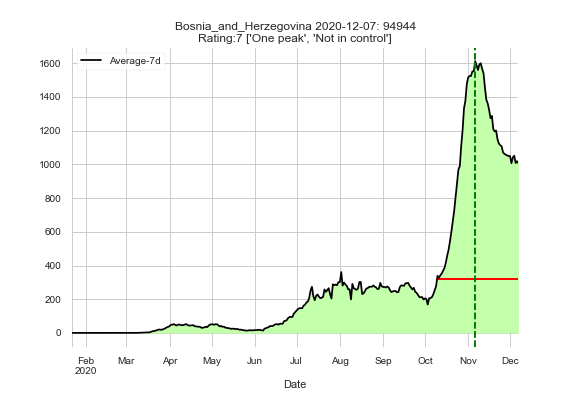 Bosnia_and_Herzegovina 2020-12-07: 94944
Rating:7 ['One peak', 'Not in control']
Average-7d
1600
1400
1200
1000
800
600
400
200
0
Feb Mar Apr May Jun Jul Aug Sep Oct Nov Dec
2020
Date